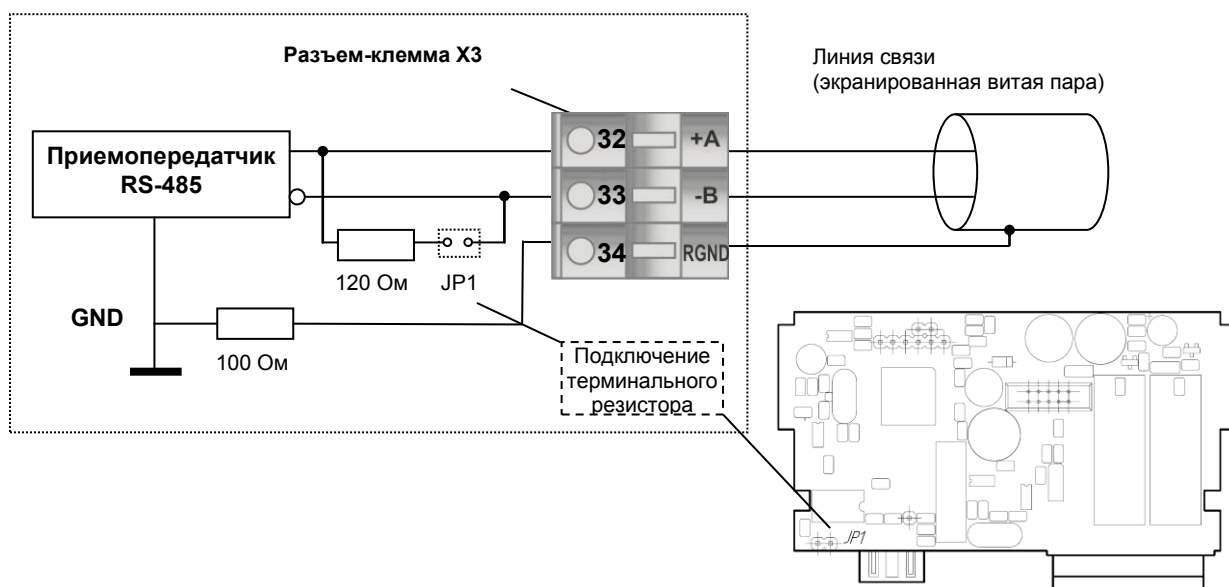 Разъем-клемма X3
Линия связи
(экранированная витая пара)
Приемопередатчик
RS-485
32 +A
33 -B
34 RGND
120 Ом JP1
GND
100 Ом
Подключение
терминального
резистора
JP1